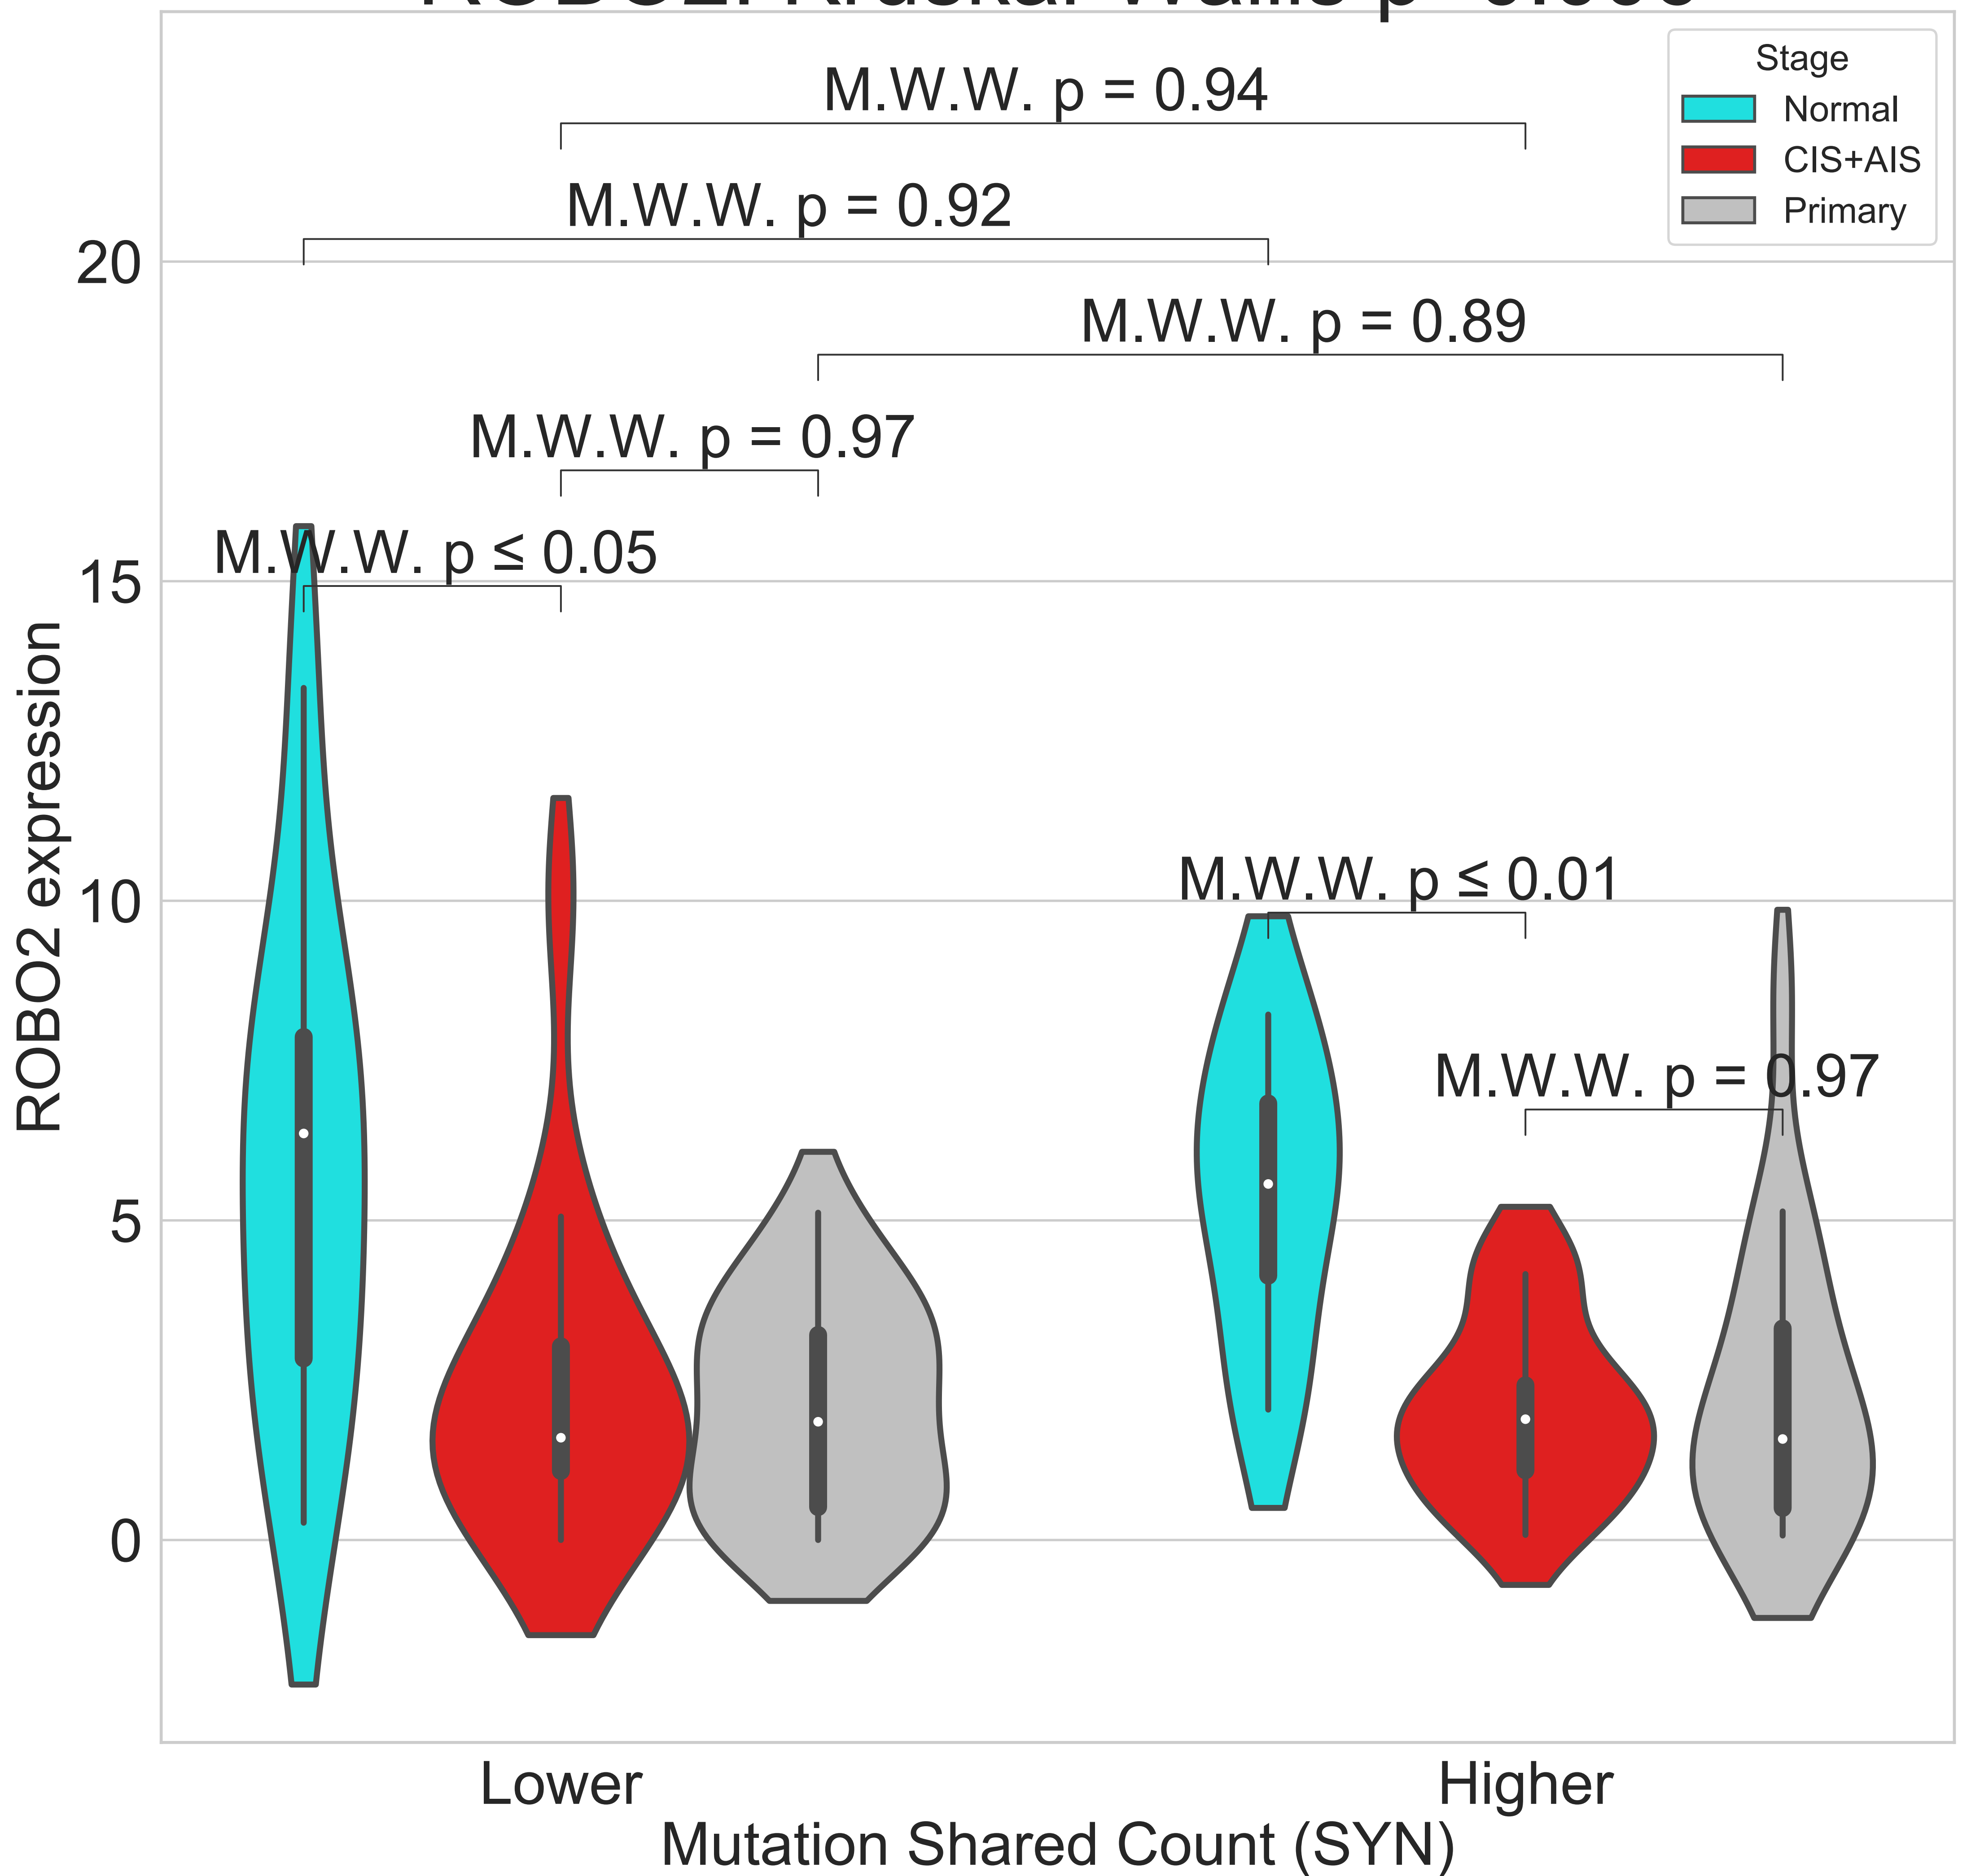 Stage
Normal
CIS+AIS
Primary
M.W.W. p = 0.94
M.W.W. p = 0.92
M.W.W. p = 0.89
M.W.W. p = 0.97
M.W.W. p ≤ 0.05
M.W.W. p ≤ 0.01
M.W.W. p = 0.97
20
15
10
5
0
ROBO2 expression
Lower
Higher
Mutation Shared Count (SYN)